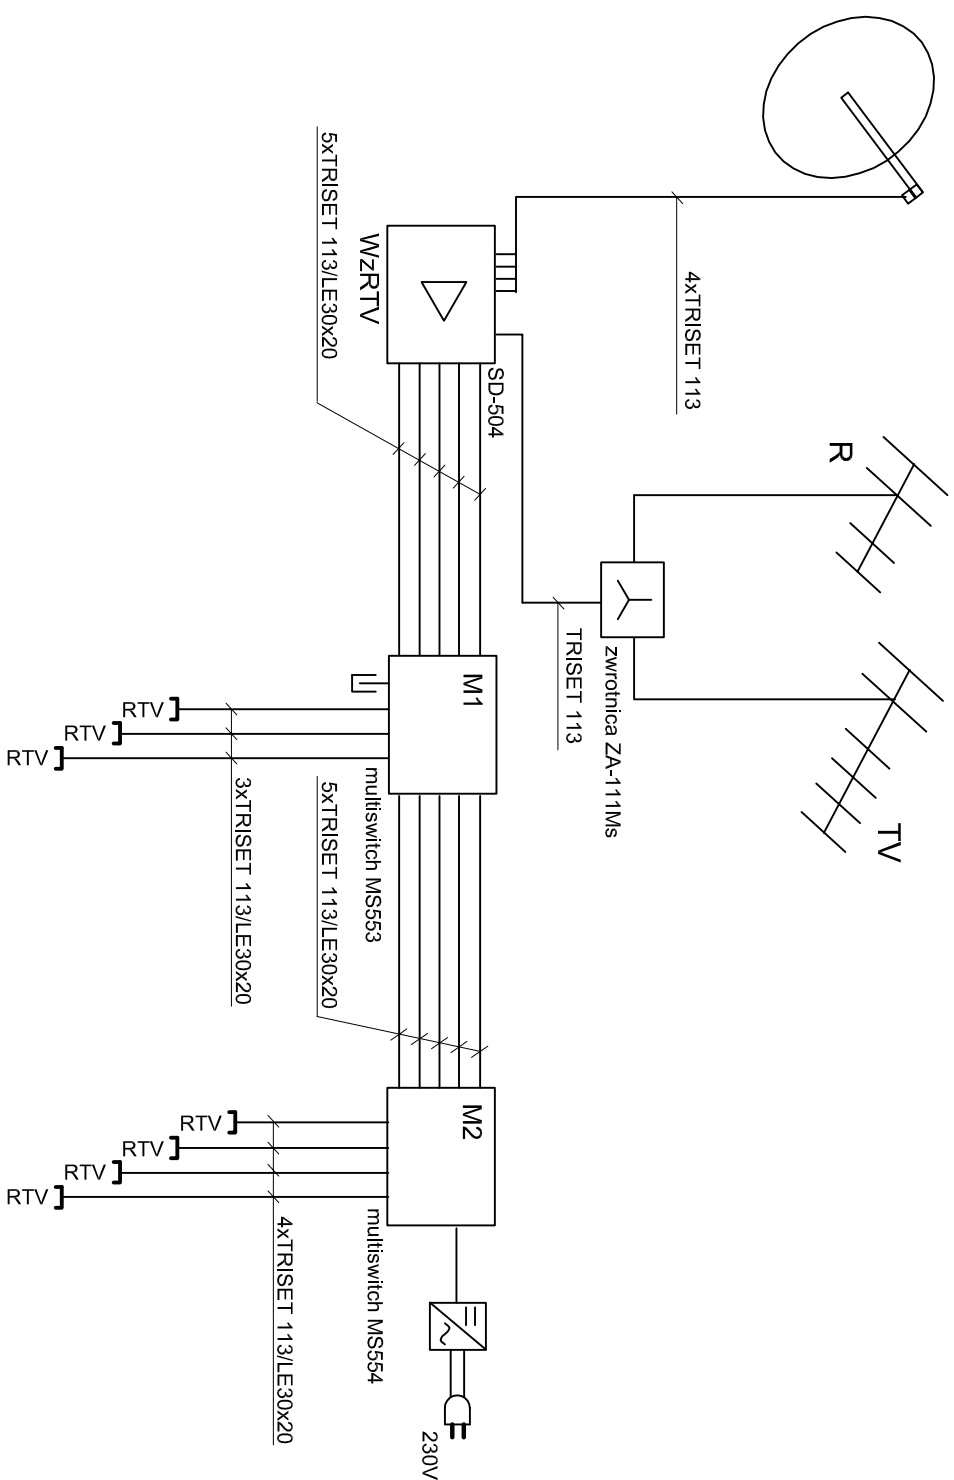 4xTRISET 113
R
TV
zwrotnica ZA-111Ms
TRISET 113
SD-504
WzRTV
5xTRISET 113/LE30x20
M1
multiswitch MS553
RTV
RTV
RTV
3xTRISET 113/LE30x20
5xTRISET 113/LE30x20
M2
multiswitch MS554
RTV
RTV
RTV
RTV
4xTRISET 113/LE30x20
230V